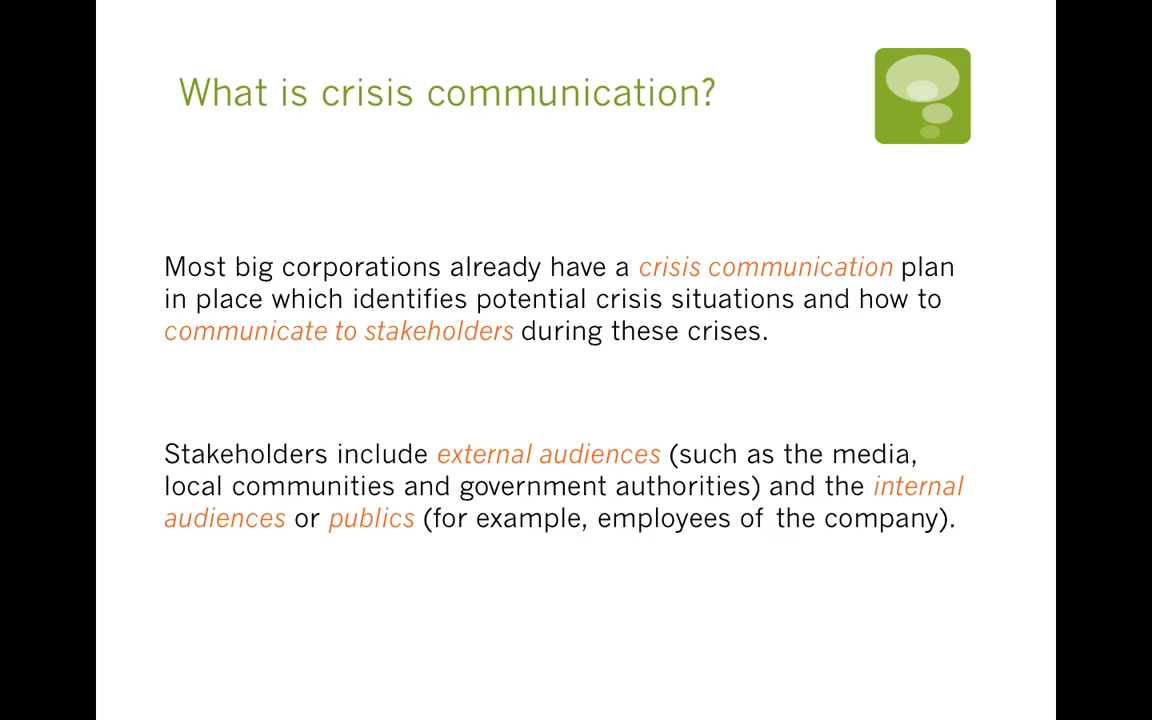 What is crisis communication?
Most big corporations already have a crisis communication plan
in place which identifies potential crisis situations and how to
communicate to stakeholders during these crises.
Stakeholders include external audiences (such as the media,
local communities and government authorities) and the internal
audiences or publics (for example, employees of the company).